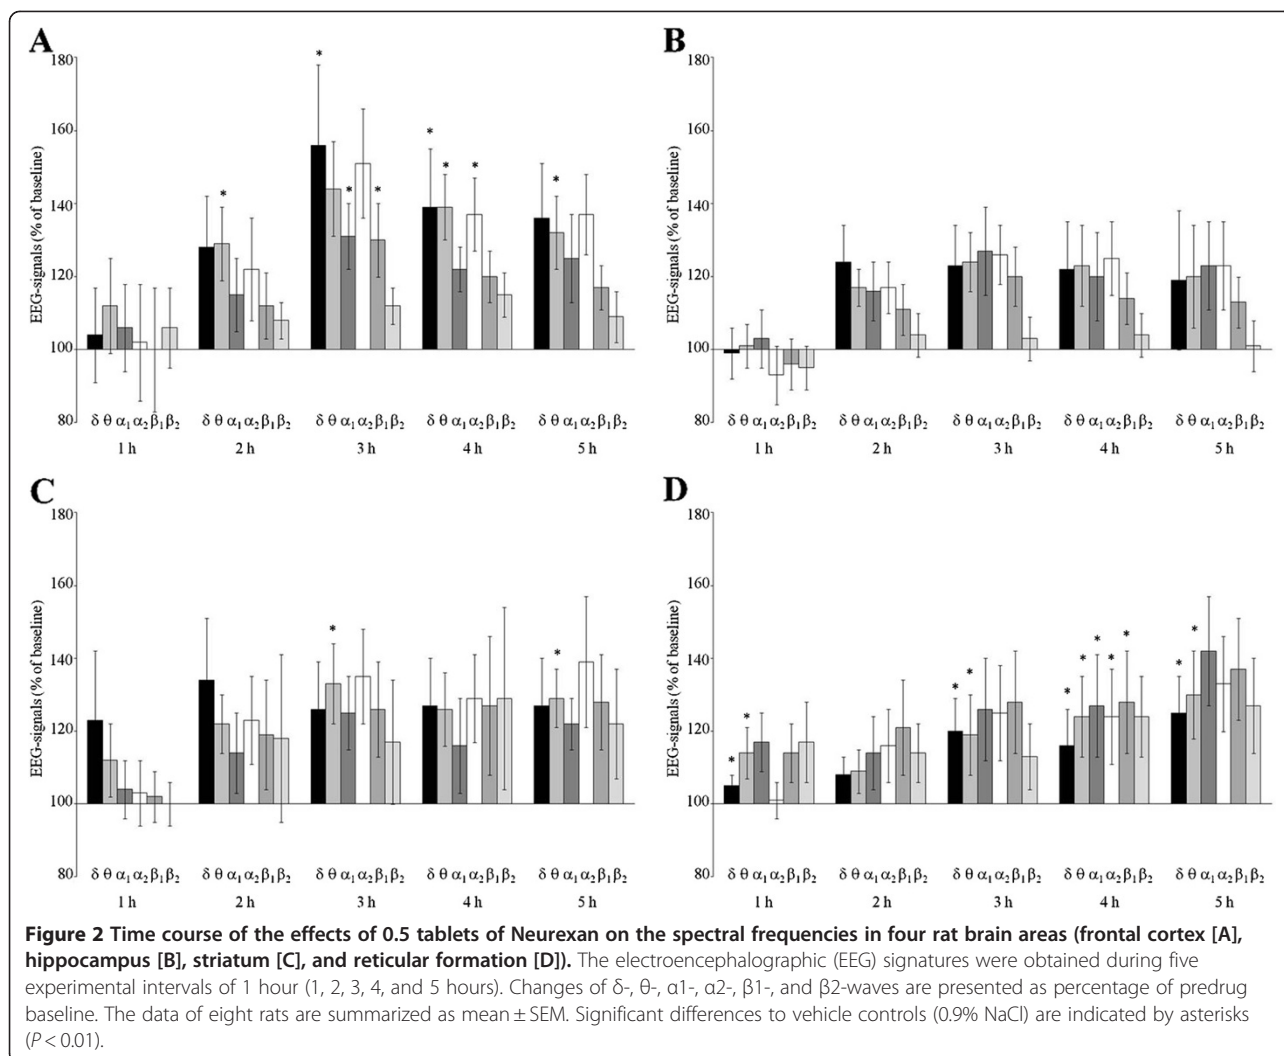 A
B
180
160
140
120
100
80
EEG-signals (% of baseline)
* * * * * * * *
δ θ α₁ α₂ β₁ β₂ δ θ α₁ α₂ β₁ β₂ δ θ α₁ α₂ β₁ β₂ δ θ α₁ α₂ β₁ β₂ δ θ α₁ α₂ β₁ β₂
1 h 2 h 3 h 4 h 5 h
180
160
140
120
100
80
EEG-signals (% of baseline)
δ θ α₁ α₂ β₁ β₂ δ θ α₁ α₂ β₁ β₂ δ θ α₁ α₂ β₁ β₂ δ θ α₁ α₂ β₁ β₂ δ θ α₁ α₂ β₁ β₂
1 h 2 h 3 h 4 h 5 h
C
D
180
160
140
120
100
80
EEG-signals (% of baseline)
* *
δ θ α₁ α₂ β₁ β₂ δ θ α₁ α₂ β₁ β₂ δ θ α₁ α₂ β₁ β₂ δ θ α₁ α₂ β₁ β₂ δ θ α₁ α₂ β₁ β₂
1 h 2 h 3 h 4 h 5 h
180
160
140
120
100
80
EEG-signals (% of baseline)
* * * * * * * * * * *
δ θ α₁ α₂ β₁ β₂ δ θ α₁ α₂ β₁ β₂ δ θ α₁ α₂ β₁ β₂ δ θ α₁ α₂ β₁ β₂ δ θ α₁ α₂ β₁ β₂
1 h 2 h 3 h 4 h 5 h
Figure 2 Time course of the effects of 0.5 tablets of Neurexan on the spectral frequencies in four rat brain areas (frontal cortex [A],
hippocampus [B], striatum [C], and reticular formation [D]). The electroencephalographic (EEG) signatures were obtained during five
experimental intervals of 1 hour (1, 2, 3, 4, and 5 hours). Changes of δ-, θ-, α1-, α2-, β1-, and β2-waves are presented as percentage of predrug
baseline. The data of eight rats are summarized as mean ± SEM. Significant differences to vehicle controls (0.9% NaCl) are indicated by asterisks
(P < 0.01).